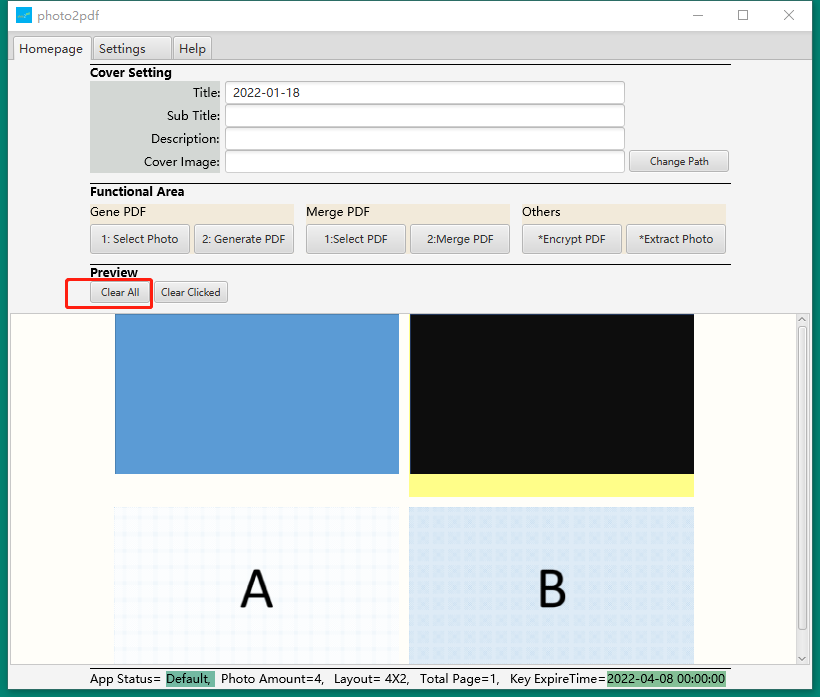 photo2pdf
Homepage Settings Help
Cover Setting
Title: 2022-01-18
Sub Title:
Description:
Cover Image: Change Path
Functional Area
Gene PDF Merge PDF Others
1: Select Photo 2: Generate PDF 1:Select PDF 2:Merge PDF *Encrypt PDF *Extract Photo
Preview
Clear All Clear Clicked
A B
App Status= Default, Photo Amount=4, Layout= 4X2, Total Page=1, Key ExpireTime=2022-04-08 00:00:00